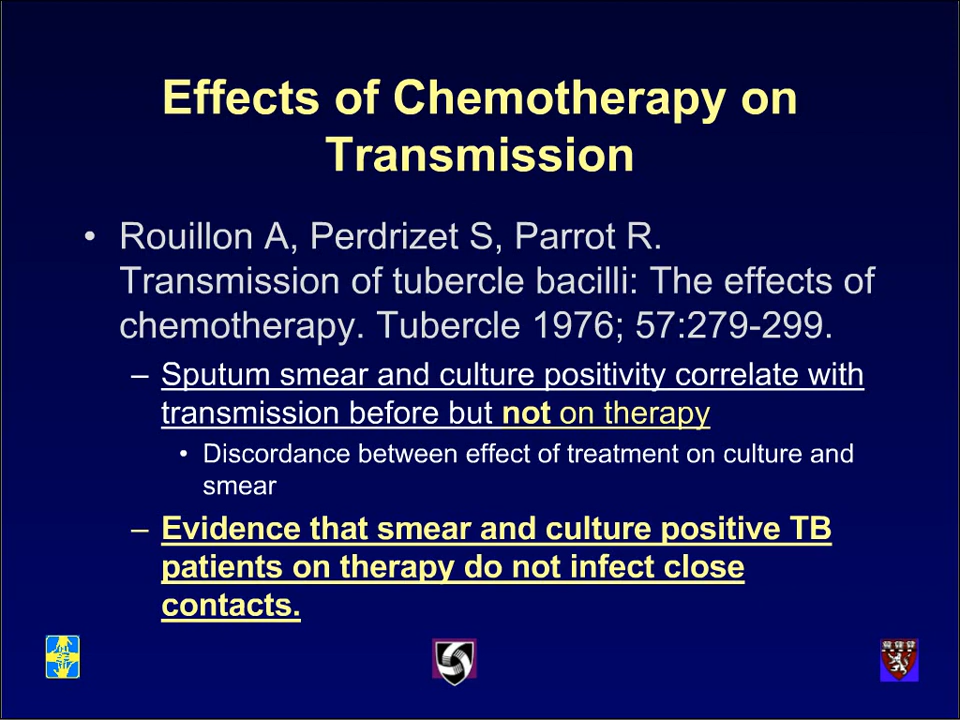 Effects of Chemotherapy on
Transmission
• Rouillon A, Perdrizet S, Parrot R.
Transmission of tubercle bacilli: The effects of
chemotherapy. Tubercle 1976; 57:279-299.
– Sputum smear and culture positivity correlate with
transmission before but not on therapy
• Discordance between effect of treatment on culture and
smear
– Evidence that smear and culture positive TB
patients on therapy do not infect close
contacts.